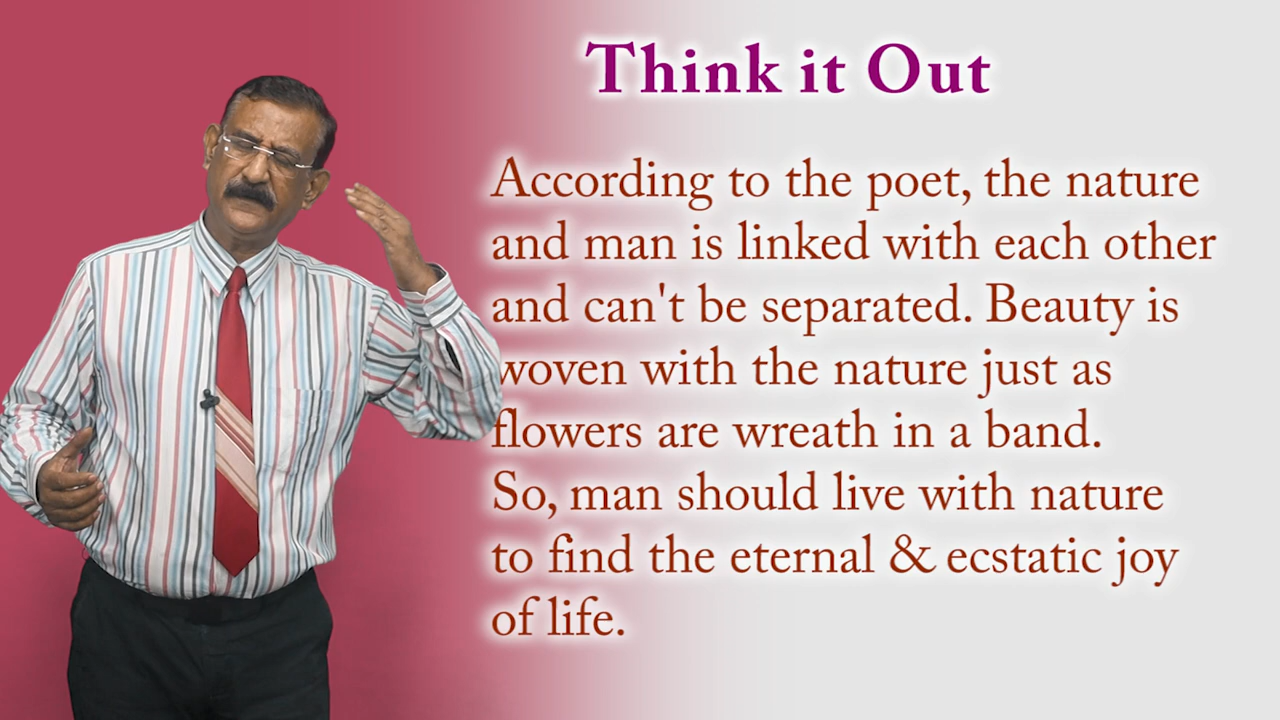 Think it Out
According to the poet, the nature
and man is linked with each other
and can't be separated. Beauty is
woven with the nature just as
flowers are wreath in a band.
So, man should live with nature
to find the eternal & ecstatic joy
of life.